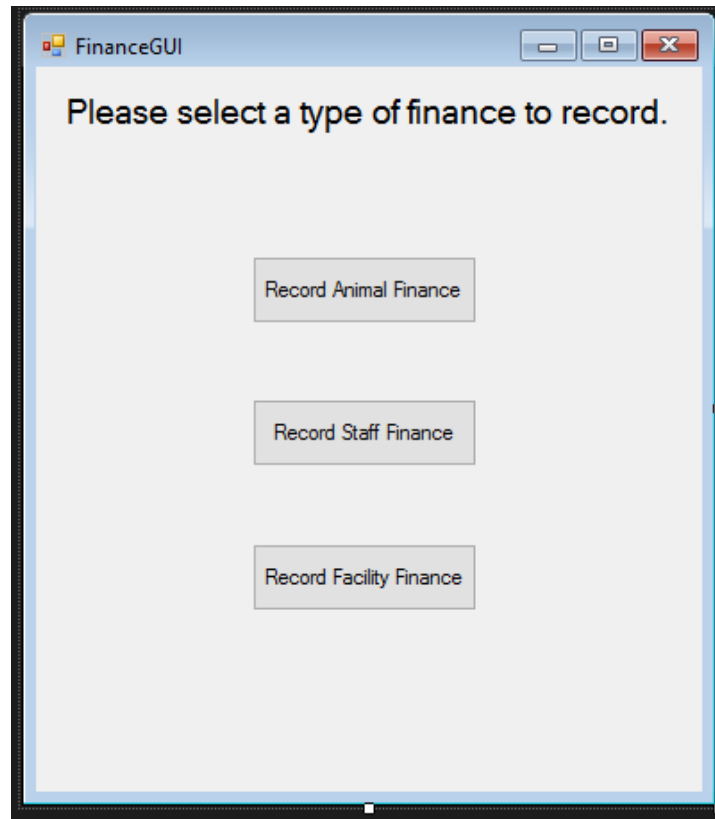 FinanceGUI
Please select a type of finance to record.
Record Animal Finance
Record Staff Finance
Record Facility Finance